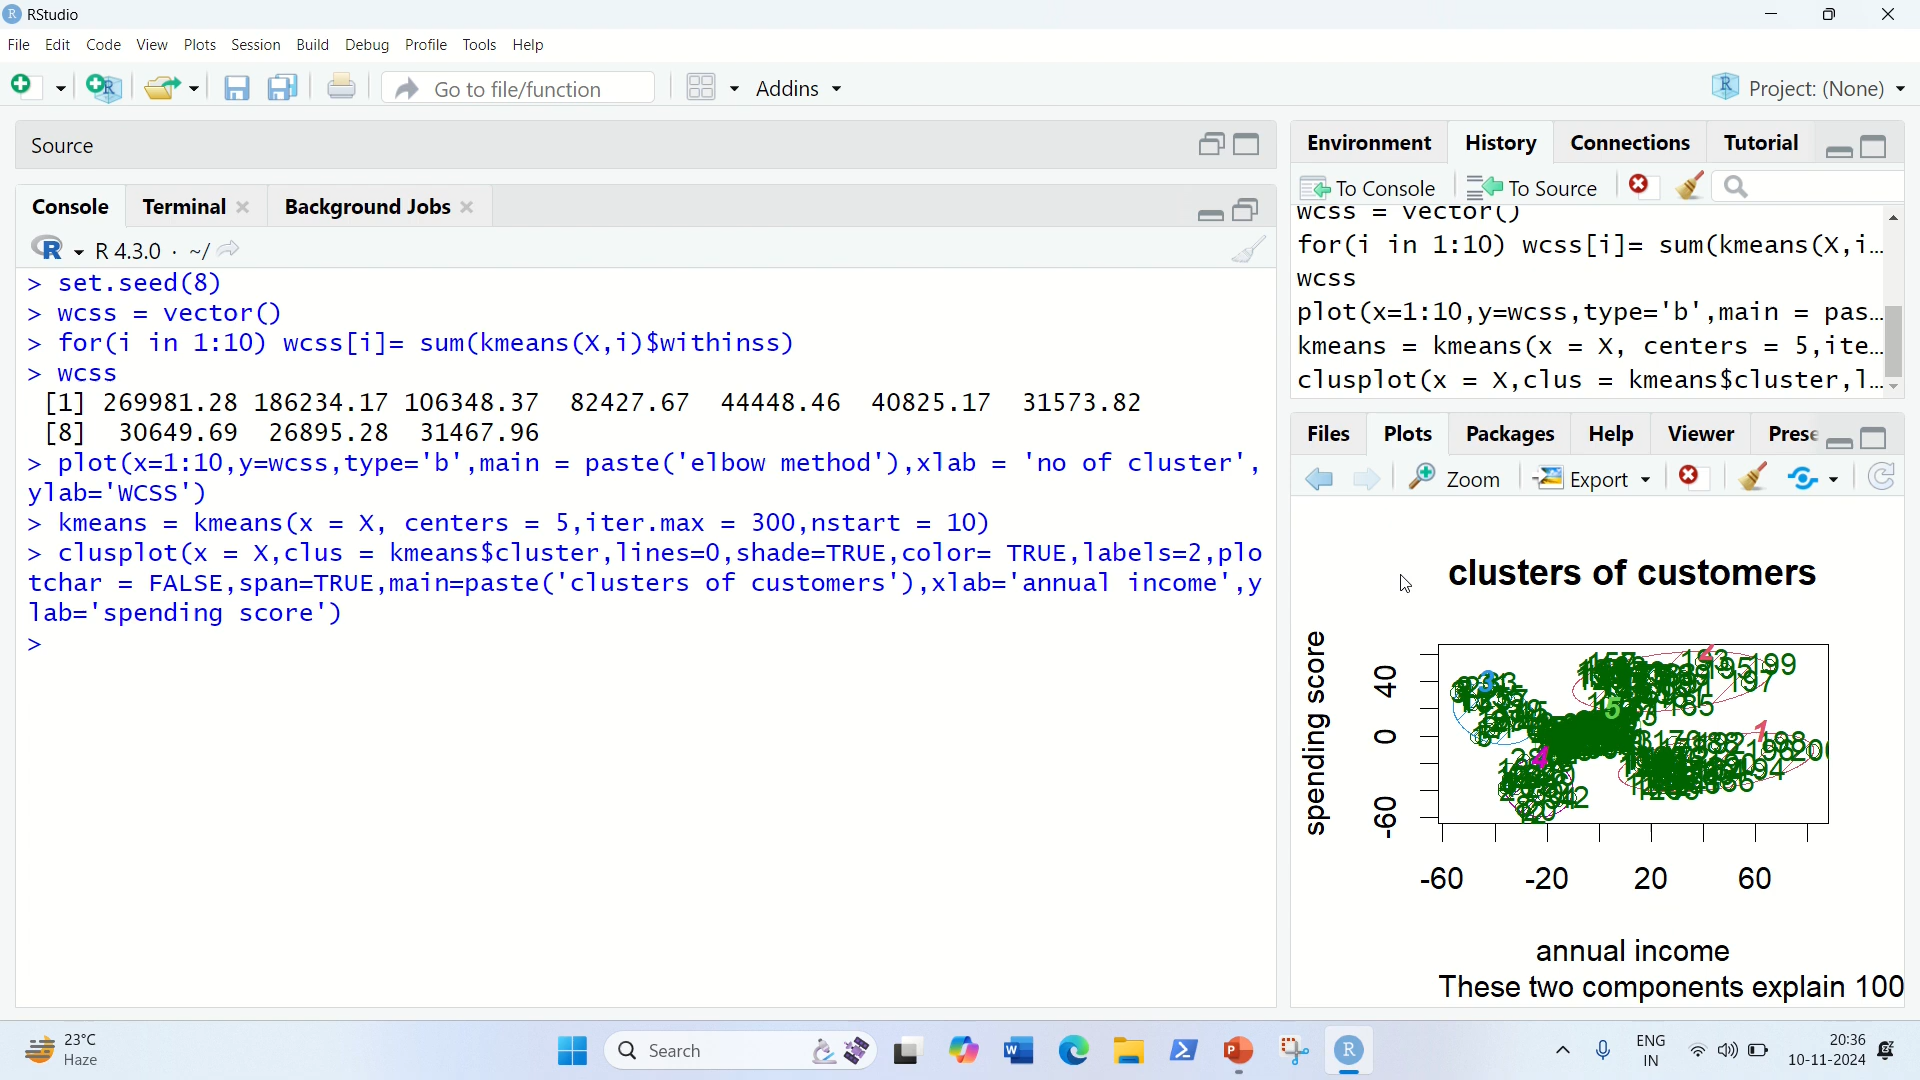 RStudio
File Edit Code View Plots Session Build Debug Profile Tools Help
Go to file/function
Addins
Project: (None)
Source
Console Terminal Background Jobs
R 4.3.0 · ~/
> set.seed(8)
> wcss = vector()
> for(i in 1:10) wcss[i]= sum(kmeans(X,i)$withinss)
> wcss
[1] 269981.28 186234.17 106348.37 82427.67 44448.46 40825.17 31573.82
[8] 30649.69 26895.28 31467.96
> plot(x=1:10,y=wcss,type='b',main = paste('elbow method'),xlab = 'no of cluster',
ylab='WCSS')
> kmeans = kmeans(x = X, centers = 5,iter.max = 300,nstart = 10)
> clusplot(x = X,clus = kmeans$cluster,lines=0,shade=TRUE,color= TRUE,labels=2,plo
tchar = FALSE,span=TRUE,main=paste('clusters of customers'),xlab='annual income',y
lab='spending score')
>
Environment History Connections Tutorial
To Console To Source
wcss = vector()
for(i in 1:10) wcss[i]= sum(kmeans(X,i…
wcss
plot(x=1:10,y=wcss,type='b',main = pas…
kmeans = kmeans(x = X, centers = 5,ite…
clusplot(x = X,clus = kmeans$cluster,l…
Files Plots Packages Help Viewer Prese
Zoom Export
clusters of customers
spending score
40
0
-60
3
5
1
4
199
197
-60 -20 20 60
annual income
These two components explain 100
23°C
Haze
Search
ENG
IN
20:36
10-11-2024